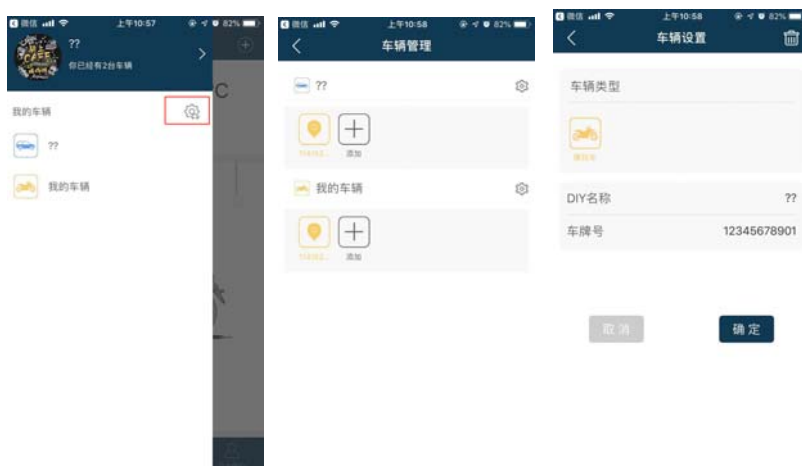 微信
上午10:57
82%
??
你已经有2台车辆
C
我的车辆
??
我的车辆
微信
上午10:58
82%
车辆管理
??
添加
我的车辆
添加
微信
上午10:58
82%
车辆设置
车辆类型
摩托车
DIY名称
??
车牌号
12345678901
取消
确定